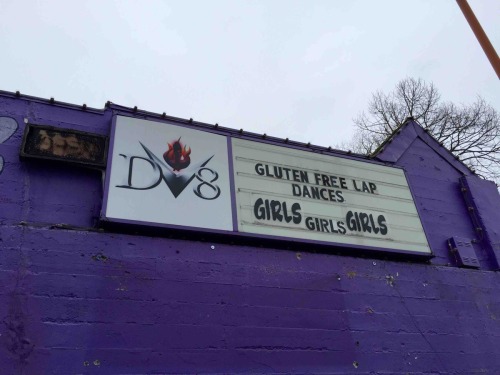 DV8
GLUTEN FREE LAP
DANCES
GIRLS GIRLS GIRLS